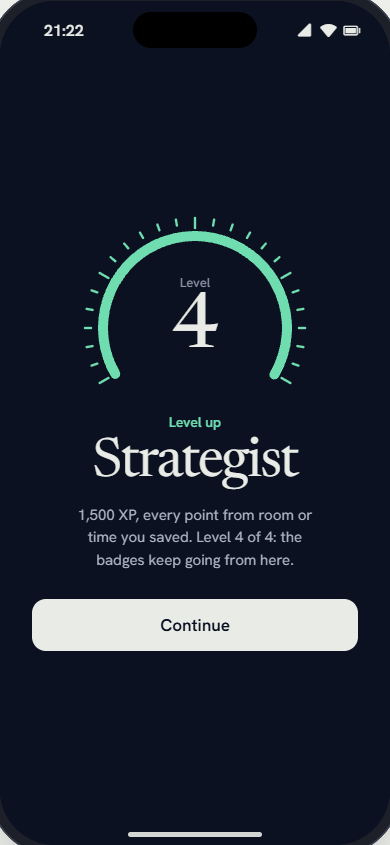 21:22
Level
4
Level up
Strategist
1,500 XP, every point from room or
time you saved. Level 4 of 4: the
badges keep going from here.
Continue